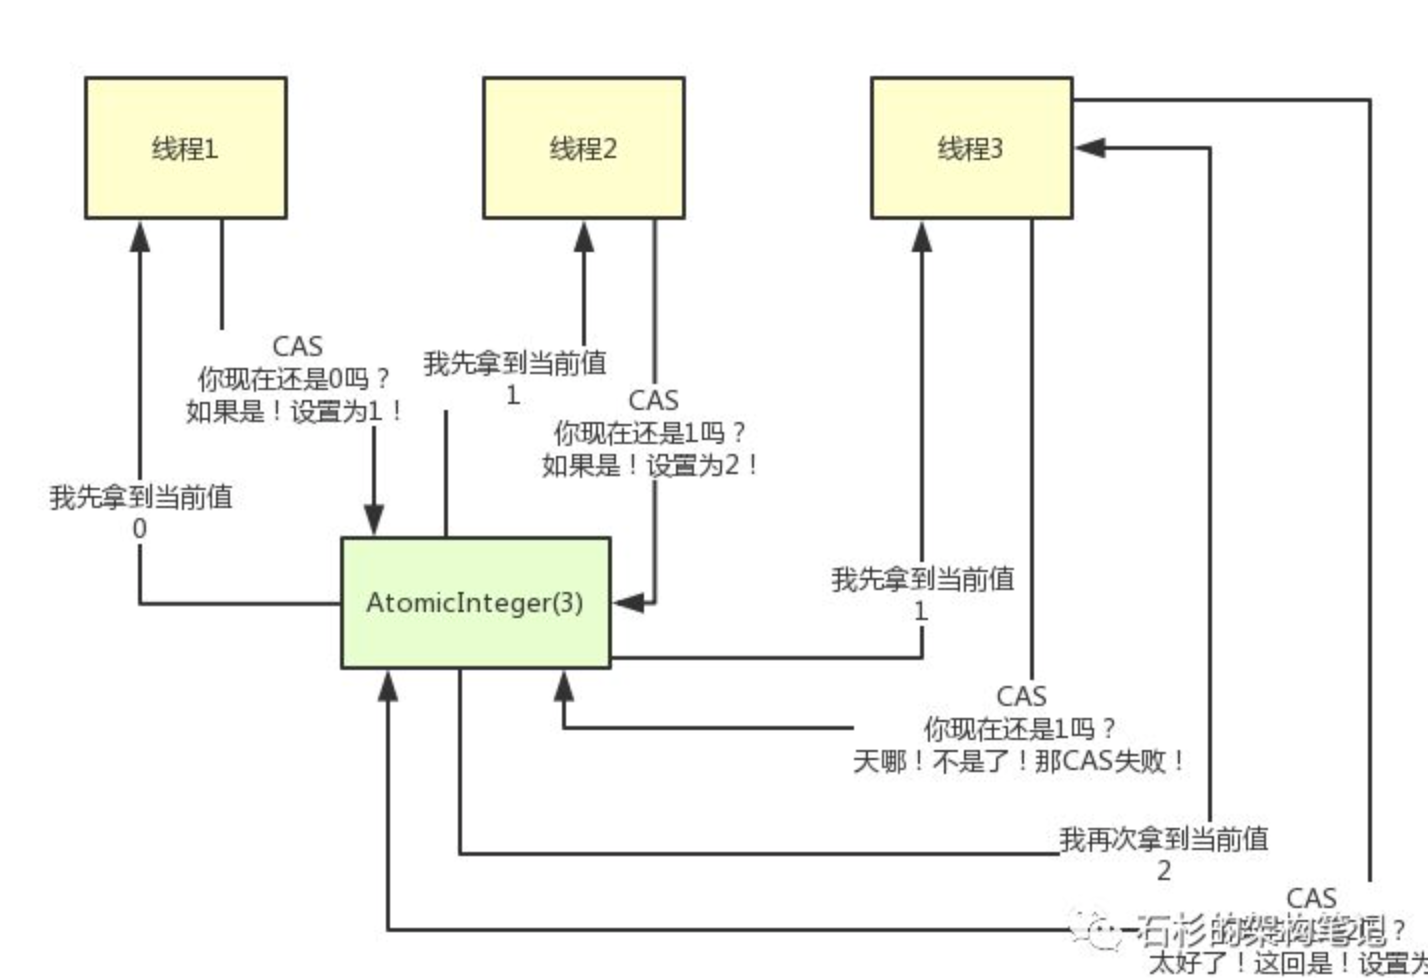 线程1
线程2
线程3
CAS
你现在还是0吗？
如果是！设置为1！
我先拿到当前值
1
CAS
你现在还是1吗？
如果是！设置为2！
我先拿到当前值
0
AtomicInteger(3)
我先拿到当前值
1
CAS
你现在还是1吗？
天哪！不是了！那CAS失败！
我再次拿到当前值
2
CAS
石杉的架构笔记
太好了！这回是！设置为